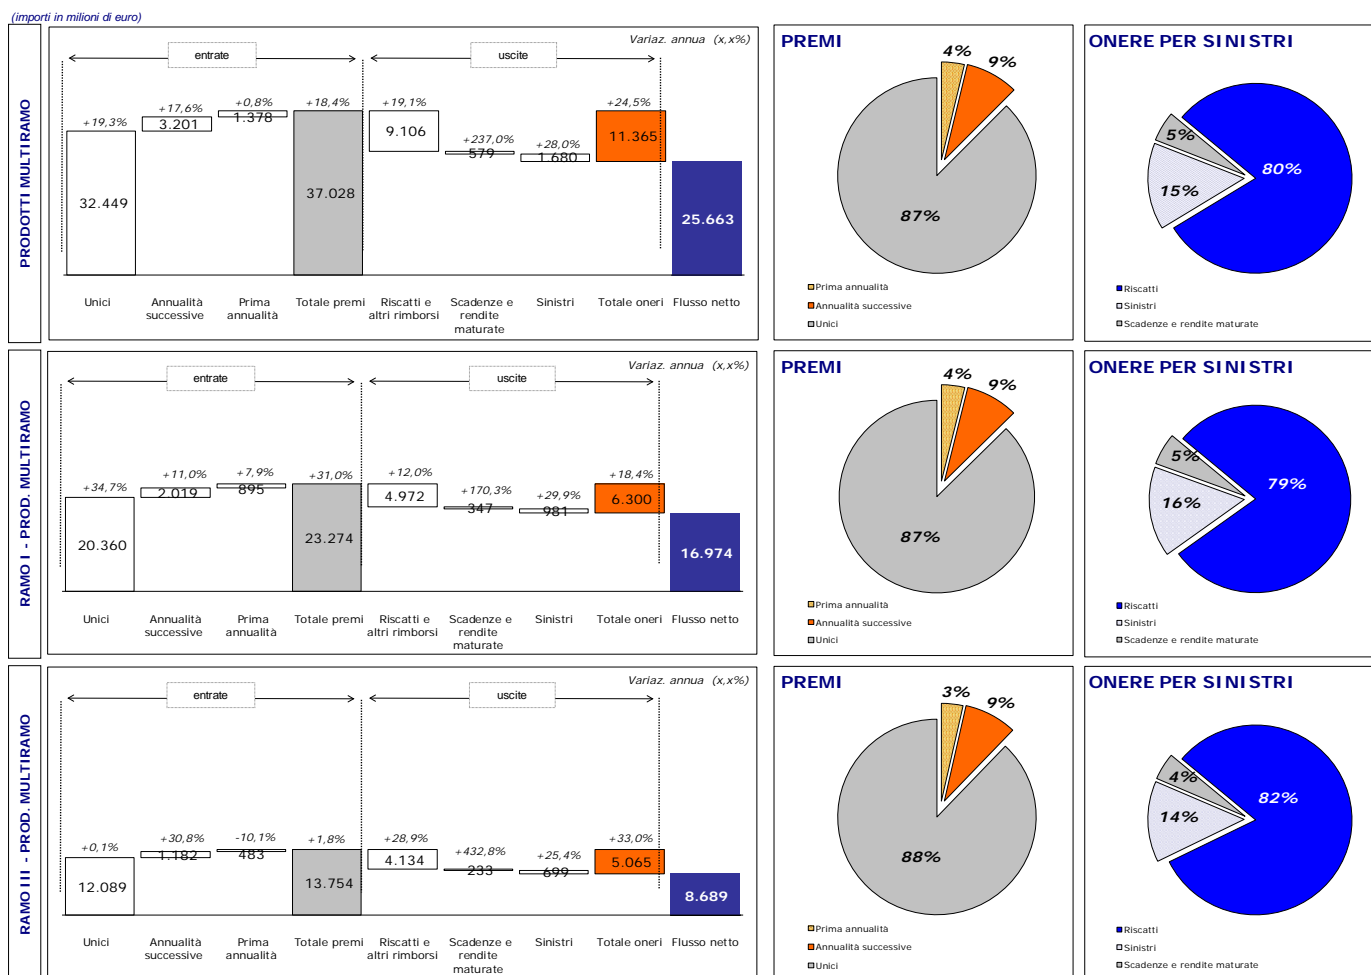 (importi in milioni di euro)
PRODOTTI MULTIRAMO
Variaz. annua (x,x%)
entrate
uscite
+19,3%
+17,6%
+0,8%
+18,4%
+19,1%
+237,0%
+28,0%
+24,5%
32.449
3.201
1.378
37.028
9.106
579
1.680
11.365
25.663
Unici
Annualità
successive
Prima
annualità
Totale premi
Riscatti e
altri rimborsi
Scadenze e
rendite
maturate
Sinistri
Totale oneri
Flusso netto
PREMI
4%
9%
87%
Prima annualità
Annualità successive
Unici
ONERE PER SINISTRI
5%
15%
80%
Riscatti
Sinistri
Scadenze e rendite maturate
RAMO I - PROD. MULTIRAMO
Variaz. annua (x,x%)
entrate
uscite
+34,7%
+11,0%
+7,9%
+31,0%
+12,0%
+170,3%
+29,9%
+18,4%
20.360
2.019
895
23.274
4.972
347
981
6.300
16.974
Unici
Annualità
successive
Prima
annualità
Totale premi
Riscatti e
altri rimborsi
Scadenze e
rendite
maturate
Sinistri
Totale oneri
Flusso netto
PREMI
4%
9%
87%
Prima annualità
Annualità successive
Unici
ONERE PER SINISTRI
5%
16%
79%
Riscatti
Sinistri
Scadenze e rendite maturate
RAMO III - PROD. MULTIRAMO
Variaz. annua (x,x%)
entrate
uscite
+0,1%
+30,8%
-10,1%
+1,8%
+28,9%
+432,8%
+25,4%
+33,0%
12.089
1.182
483
13.754
4.134
233
699
5.065
8.689
Unici
Annualità
successive
Prima
annualità
Totale premi
Riscatti e
altri rimborsi
Scadenze e
rendite
maturate
Sinistri
Totale oneri
Flusso netto
PREMI
3%
9%
88%
Prima annualità
Annualità successive
Unici
ONERE PER SINISTRI
4%
14%
82%
Riscatti
Sinistri
Scadenze e rendite maturate